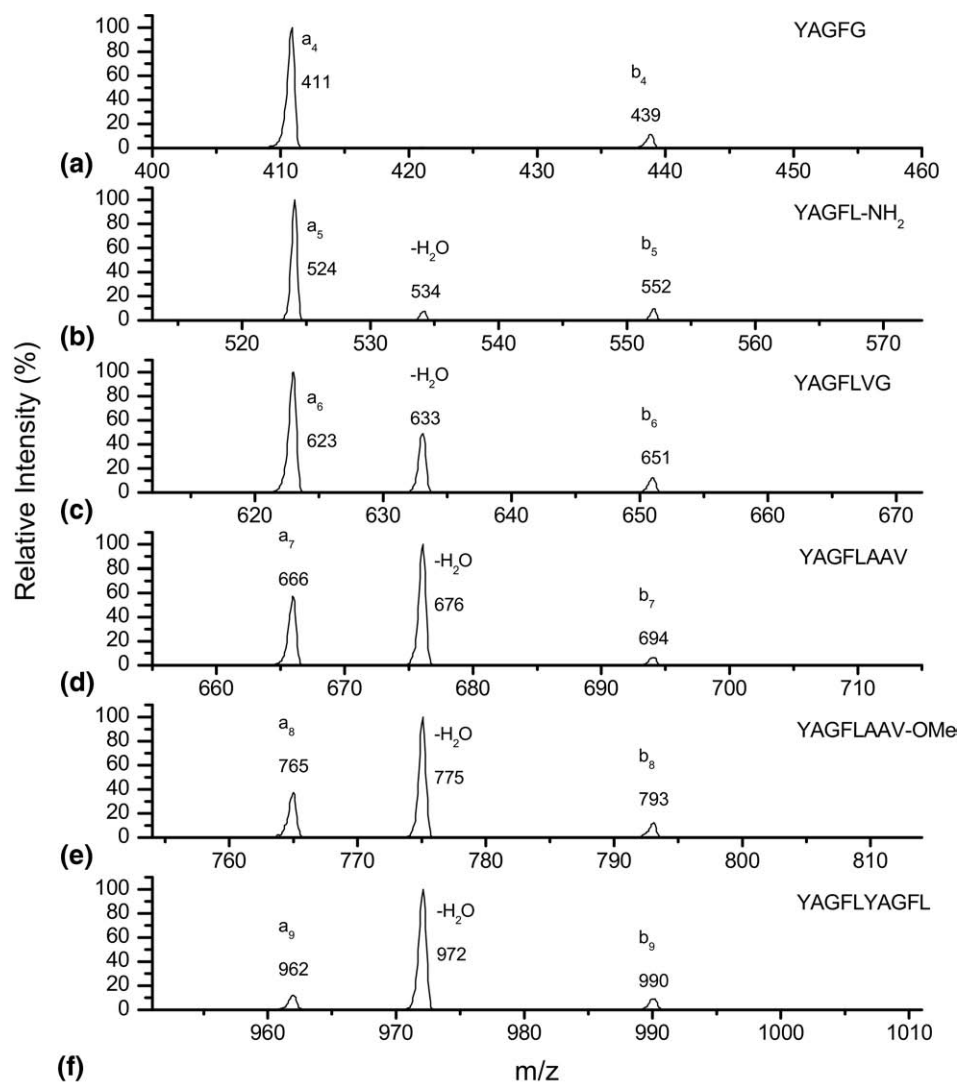 Relative Intensity (%)
100
80
60
40
20
0
a4
411
b4
439
YAGFG
400 410 420 430 440 450 460
(a)
100
80
60
40
20
0
a5
524
-H2O
534
b5
552
YAGFL-NH2
520 530 540 550 560 570
(b)
100
80
60
40
20
0
a6
623
-H2O
633
b6
651
YAGFLVG
620 630 640 650 660 670
(c)
100
80
60
40
20
0
a7
666
-H2O
676
b7
694
YAGFLAAV
660 670 680 690 700 710
(d)
100
80
60
40
20
0
a8
765
-H2O
775
b8
793
YAGFLAAV-OMe
760 770 780 790 800 810
(e)
100
80
60
40
20
0
a9
962
-H2O
972
b9
990
YAGFLYAGFL
960 970 980 990 1000 1010
(f)
m/z